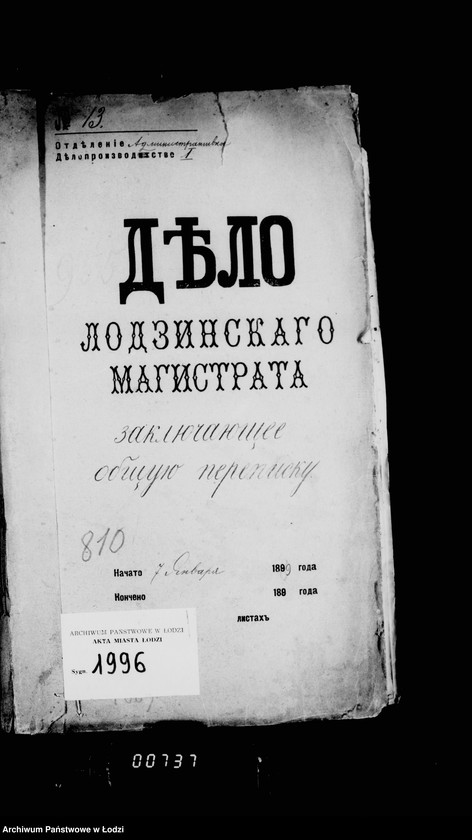 № 13.
Отдѣленіе Административное
Дѣлопроизводство I
ДѢЛО
ЛОДЗИНСКАГО
МАГИСТРАТА
заключающее
общую переписку
810
Начато 7 Января 1899 года
Кончено 189 года
листахъ
ARCHIWUM PAŃSTWOWE W ŁODZI
AKTA MIASTA ŁODZI
Sygn. 1996
00737
Archiwum Państwowe w Łodzi